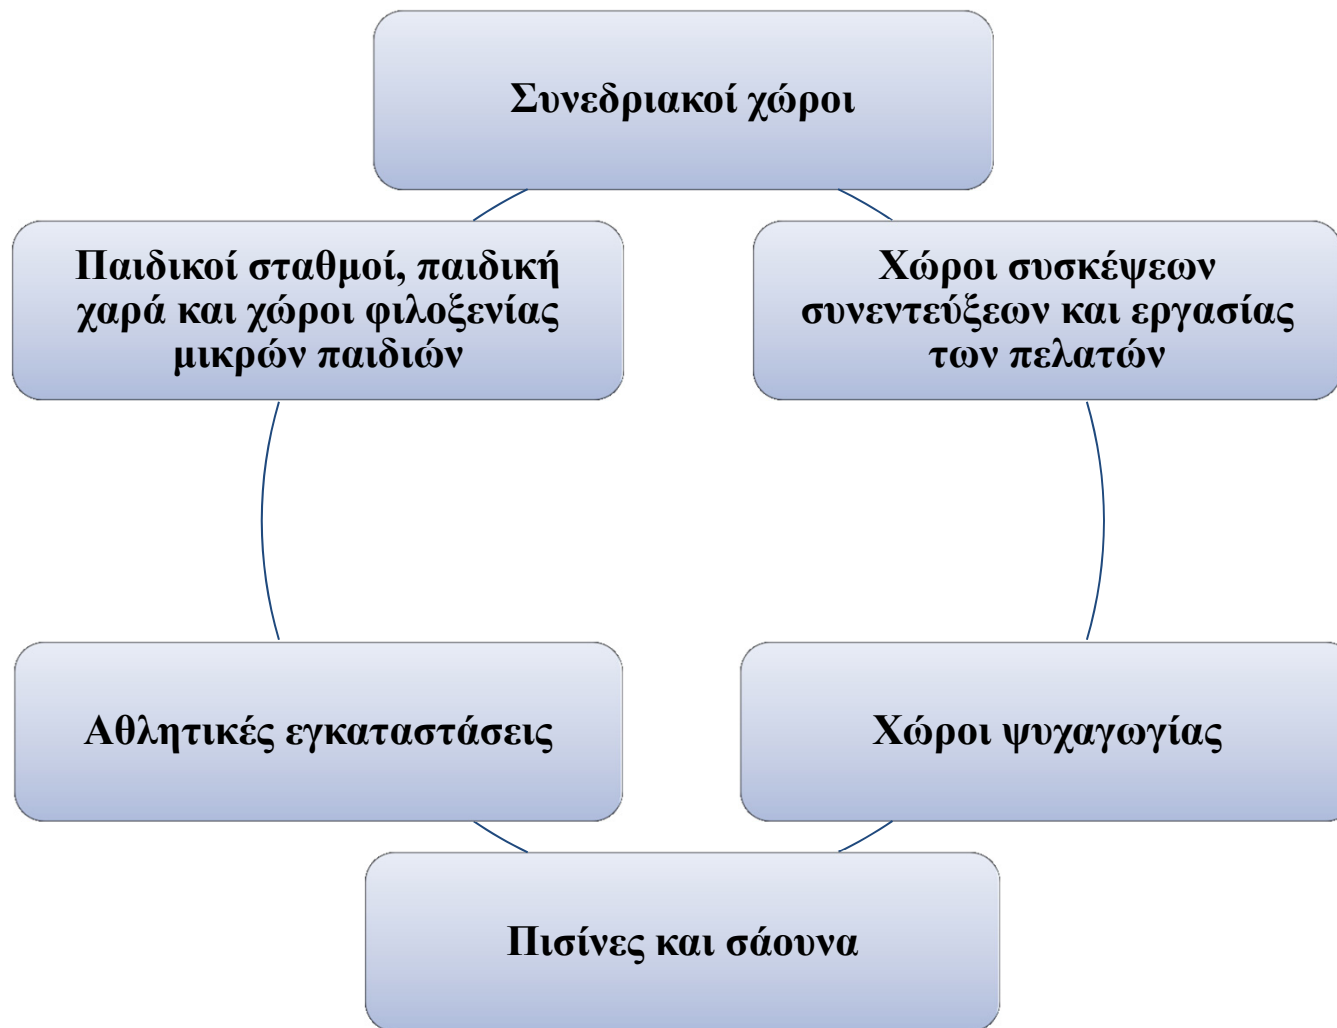 Συνεδριακοί χώροι
Παιδικοί σταθμοί, παιδική
χαρά και χώροι φιλοξενίας
μικρών παιδιών
Χώροι συσκέψεων
συνεντεύξεων και εργασίας
των πελατών
Αθλητικές εγκαταστάσεις
Χώροι ψυχαγωγίας
Πισίνες και σάουνα